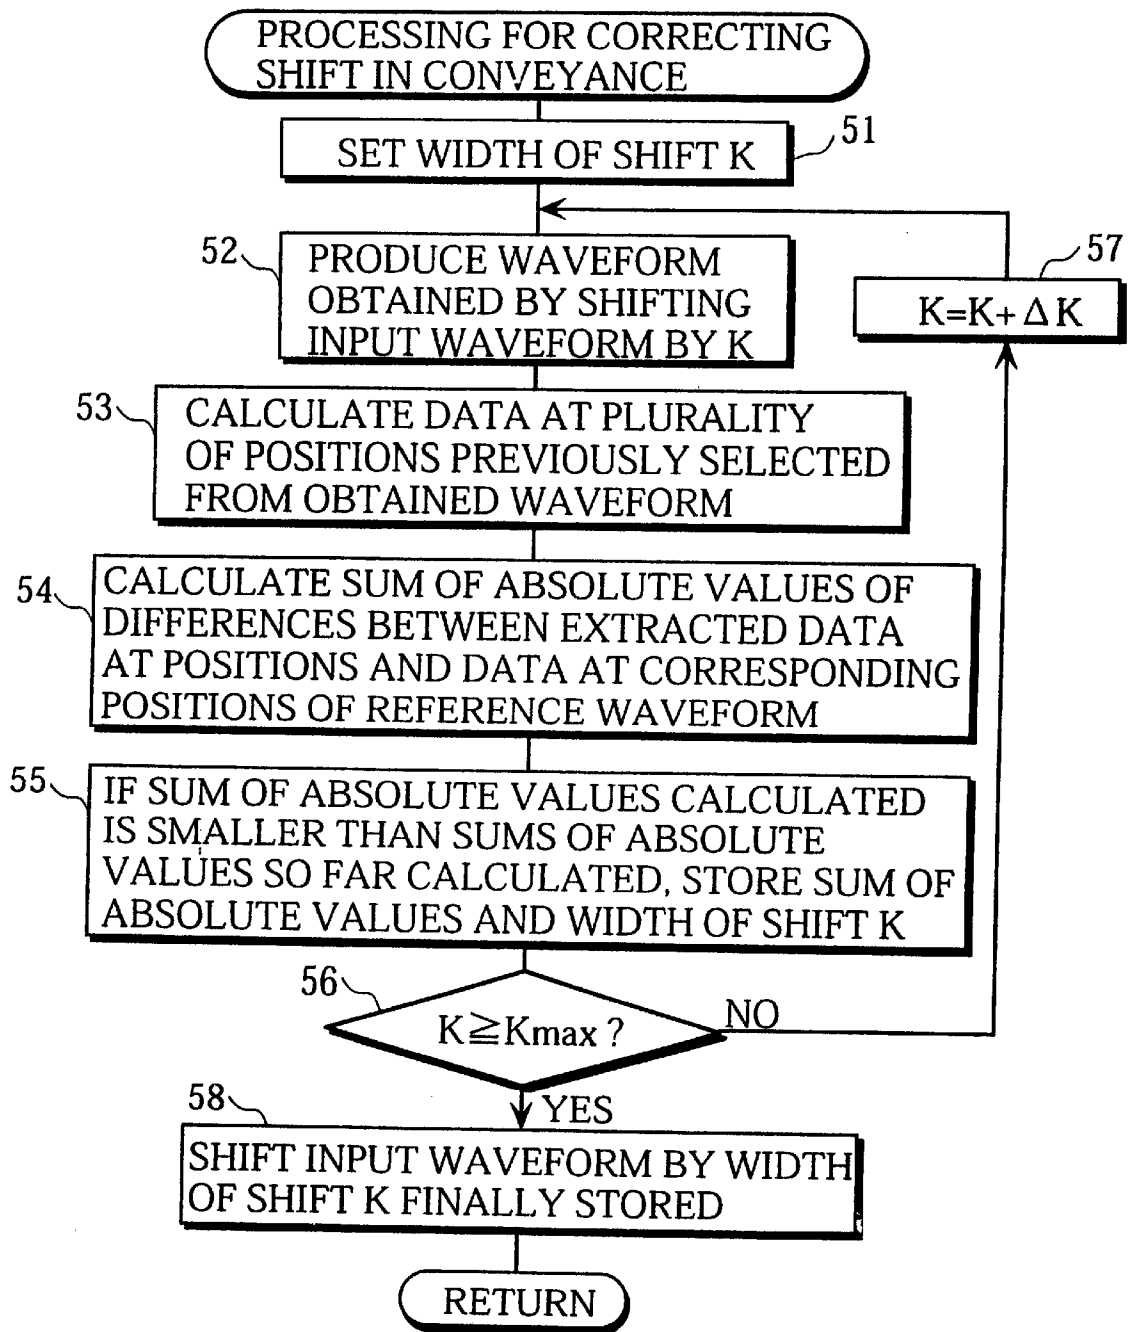 PROCESSING FOR CORRECTING
SHIFT IN CONVEYANCE
51
SET WIDTH OF SHIFT K
52
PRODUCE WAVEFORM
OBTAINED BY SHIFTING
INPUT WAVEFORM BY K
57
K=K+ΔK
53
CALCULATE DATA AT PLURALITY
OF POSITIONS PREVIOUSLY SELECTED
FROM OBTAINED WAVEFORM
54
CALCULATE SUM OF ABSOLUTE VALUES OF
DIFFERENCES BETWEEN EXTRACTED DATA
AT POSITIONS AND DATA AT CORRESPONDING
POSITIONS OF REFERENCE WAVEFORM
55
IF SUM OF ABSOLUTE VALUES CALCULATED
IS SMALLER THAN SUMS OF ABSOLUTE
VALUES SO FAR CALCULATED, STORE SUM OF
ABSOLUTE VALUES AND WIDTH OF SHIFT K
56
K≧Kmax ?
NO
YES
58
SHIFT INPUT WAVEFORM BY WIDTH
OF SHIFT K FINALLY STORED
RETURN